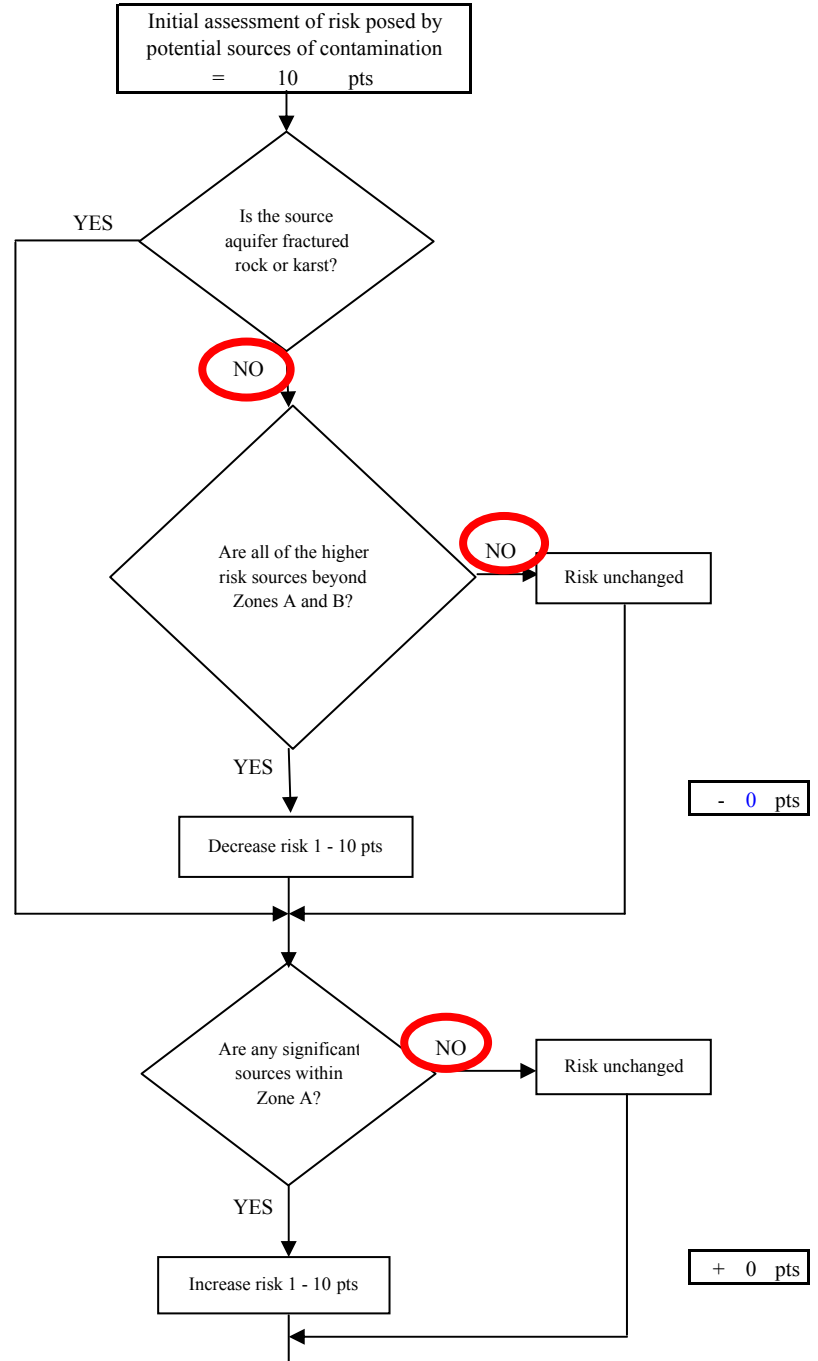 Initial assessment of risk posed by
potential sources of contamination
= 10 pts
YES
Is the source
aquifer fractured
rock or karst?
NO
Are all of the higher
risk sources beyond
Zones A and B?
NO
Risk unchanged
YES
- 0 pts
Decrease risk 1 - 10 pts
Are any significant
sources within
Zone A?
NO
Risk unchanged
YES
+ 0 pts
Increase risk 1 - 10 pts